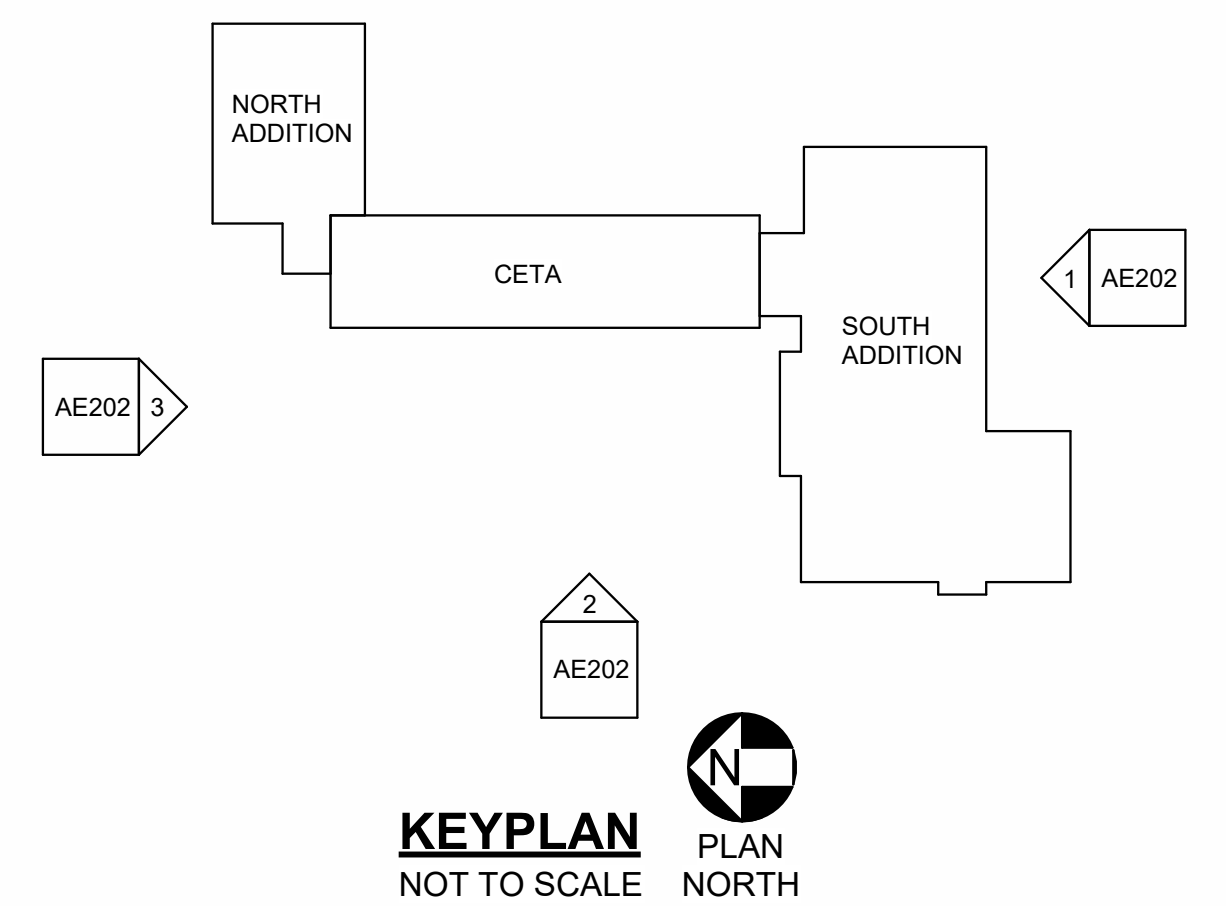 NORTH
ADDITION
CETA
SOUTH
ADDITION
1 AE202
AE202 3
2
AE202
N
KEYPLAN
NOT TO SCALE
PLAN
NORTH